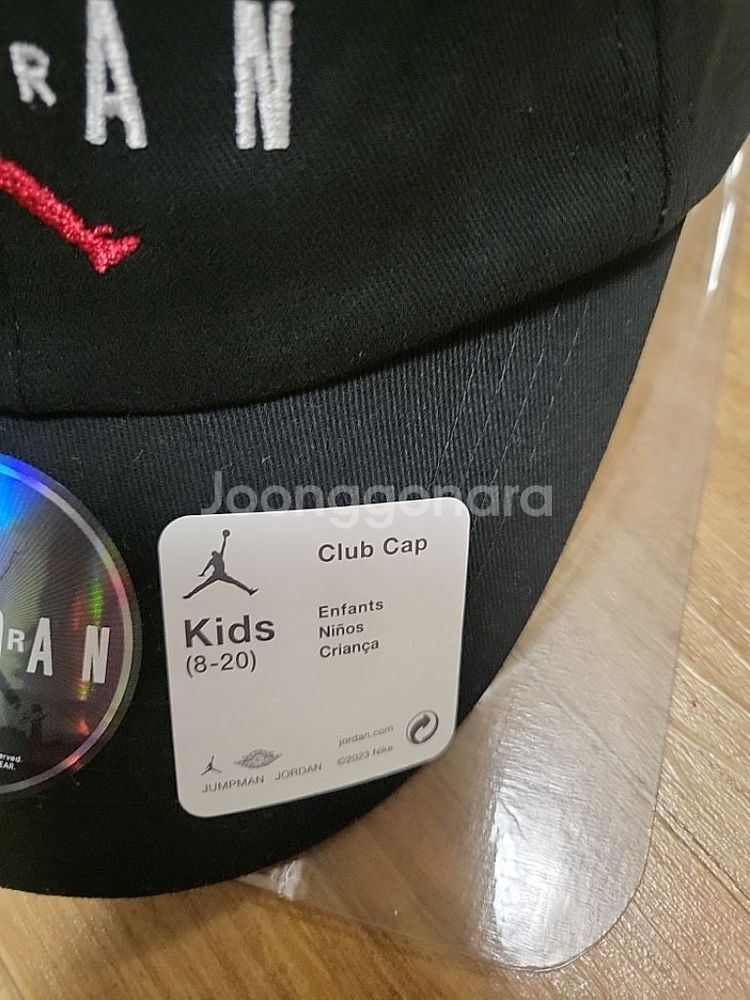 RAN
Joonggonara
Club Cap
Kids
(8-20)
Enfants
Niños
Criança
RAN
jordan.com
©2023 Nike
JUMPMAN JORDAN